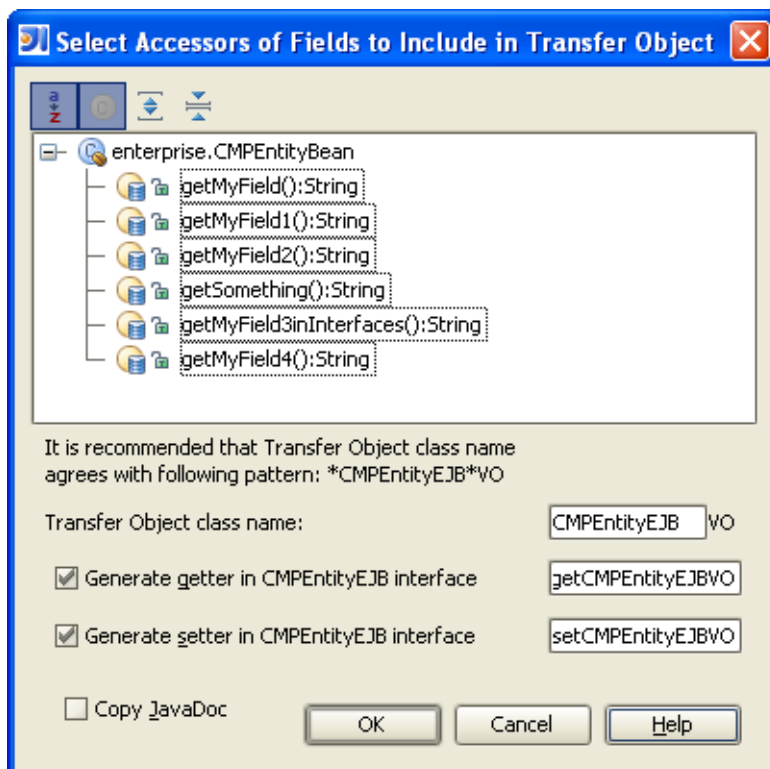 Select Accessors of Fields to Include in Transfer Object
a
z
enterprise.CMPEntityBean
getMyField():String
getMyField1():String
getMyField2():String
getSomething():String
getMyField3inInterfaces():String
getMyField4():String
It is recommended that Transfer Object class name
agrees with following pattern: *CMPEntityEJB*VO
Transfer Object class name: CMPEntityEJB VO
Generate getter in CMPEntityEJB interface getCMPEntityEJBVO
Generate setter in CMPEntityEJB interface setCMPEntityEJBVO
Copy JavaDoc OK Cancel Help